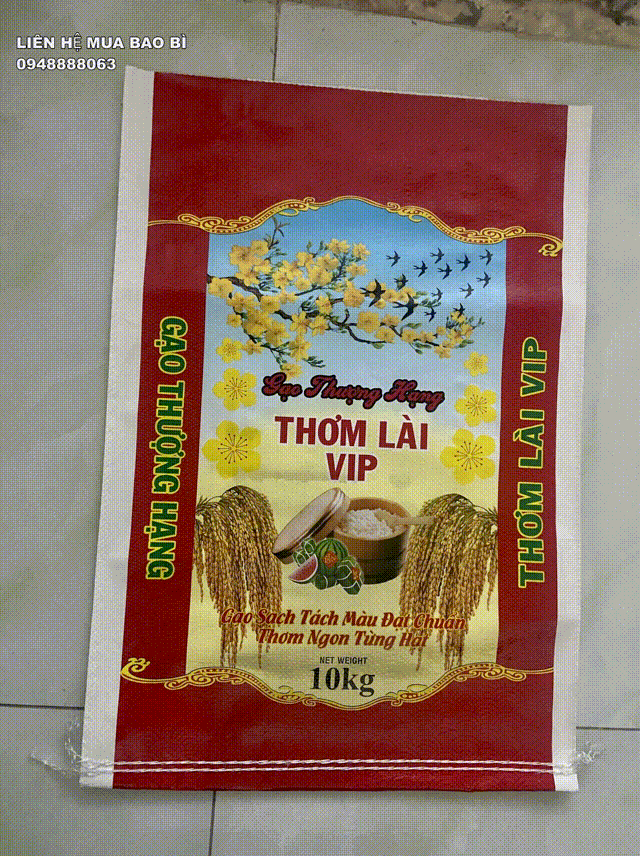 LIÊN HỆ MUA BAO BÌ
0948888063
Gạo Thượng Hạng
THƠM LÀI
VIP
GẠO THƯỢNG HẠNG
THƠM LÀI VIP
Gạo Sạch Tách Màu Đạt Chuẩn
Thơm Ngon Từng Hạt
NET WEIGHT
10kg